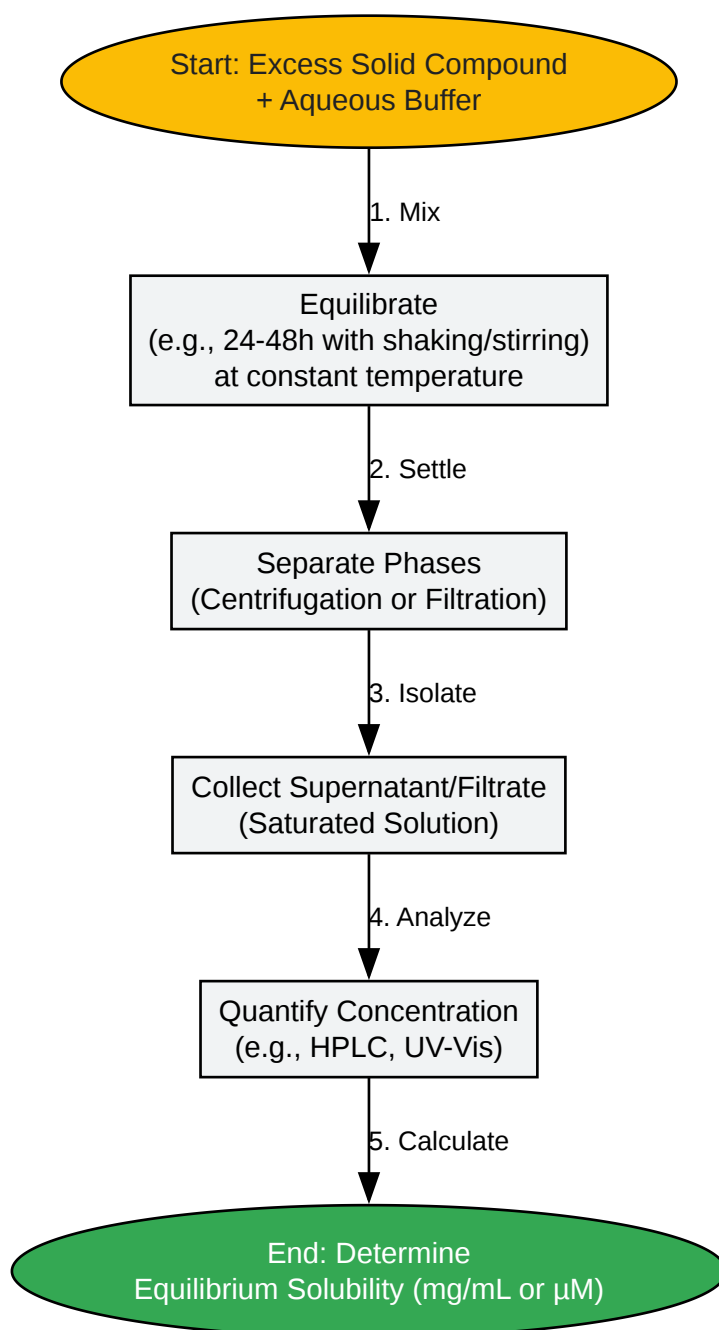 Start: Excess Solid Compound
+ Aqueous Buffer
1. Mix
Equilibrate
(e.g., 24-48h with shaking/stirring)
at constant temperature
2. Settle
Separate Phases
(Centrifugation or Filtration)
3. Isolate
Collect Supernatant/Filtrate
(Saturated Solution)
4. Analyze
Quantify Concentration
(e.g., HPLC, UV-Vis)
5. Calculate
End: Determine
Equilibrium Solubility (mg/mL or µM)